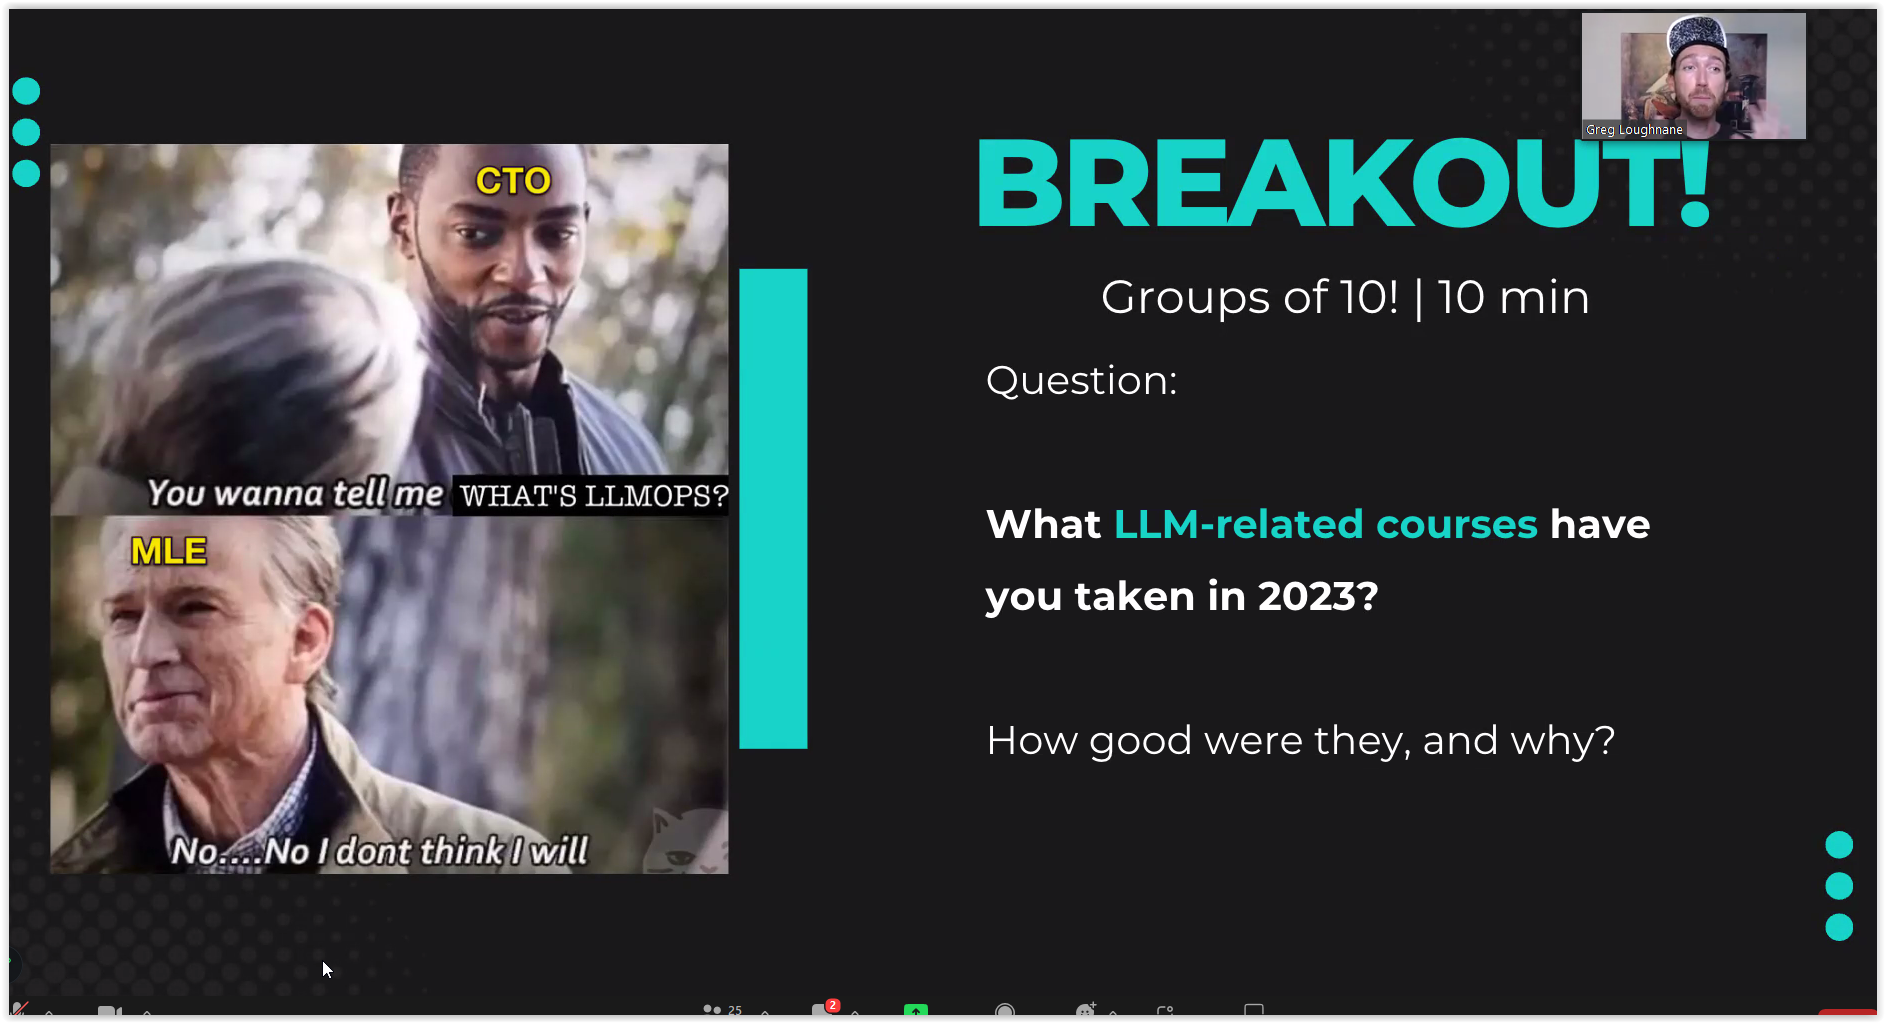 Greg Loughnane
CTO
You wanna tell me WHAT'S LLMOPS?
MLE
No....No I dont think I will
BREAKOUT!
Groups of 10! | 10 min
Question:
What LLM-related courses have
you taken in 2023?
How good were they, and why?
25
2